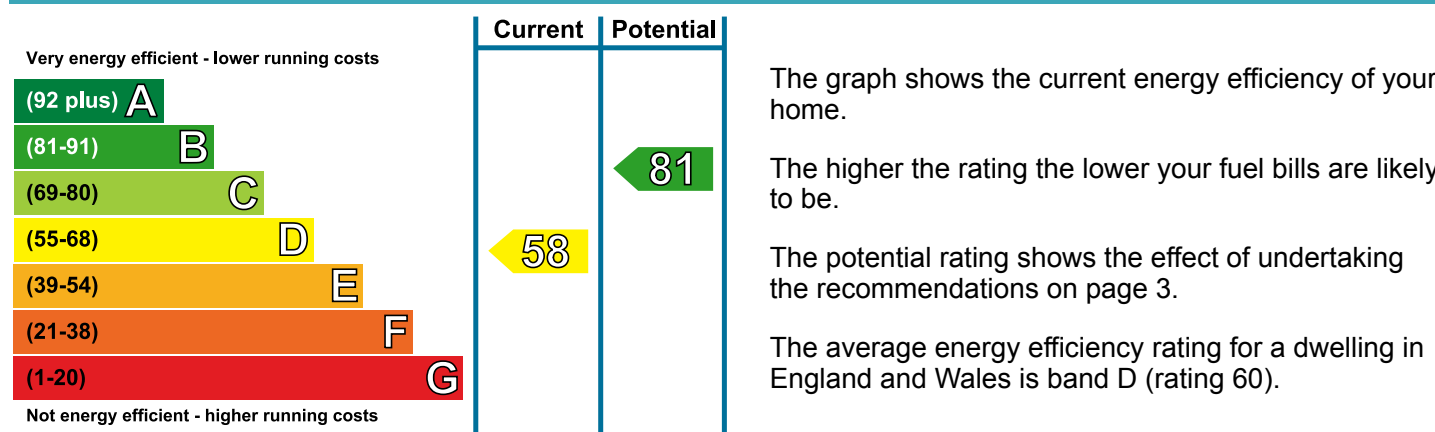 Current Potential
Very energy efficient - lower running costs
(92 plus) A
(81-91) B
81
(69-80) C
(55-68) D
58
(39-54) E
(21-38) F
(1-20) G
Not energy efficient - higher running costs
The graph shows the current energy efficiency of your
home.
The higher the rating the lower your fuel bills are likely
to be.
The potential rating shows the effect of undertaking
the recommendations on page 3.
The average energy efficiency rating for a dwelling in
England and Wales is band D (rating 60).